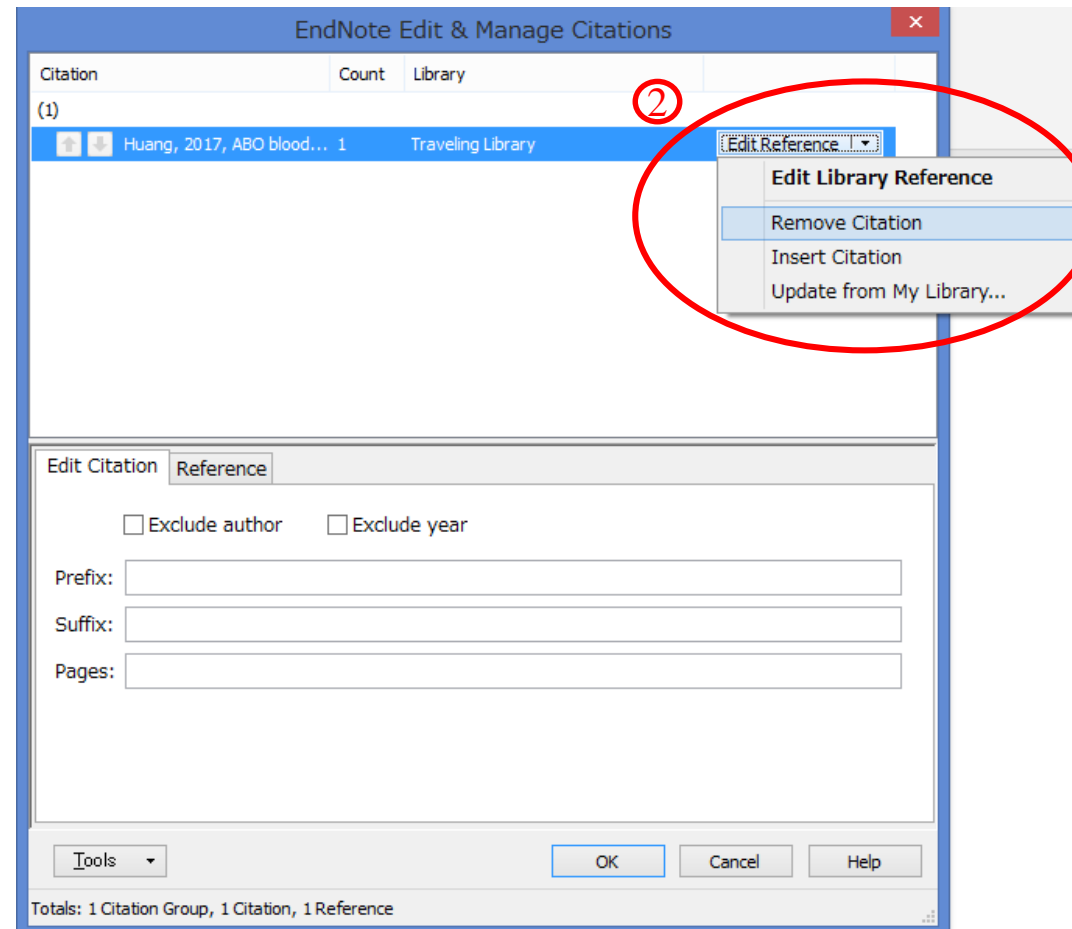 EndNote Edit & Manage Citations
Citation Count Library
(1)
②
Huang, 2017, ABO blood... 1 Traveling Library Edit Reference
Edit Library Reference
Remove Citation
Insert Citation
Update from My Library...
Edit Citation Reference
Exclude author Exclude year
Prefix:
Suffix:
Pages:
Tools OK Cancel Help
Totals: 1 Citation Group, 1 Citation, 1 Reference